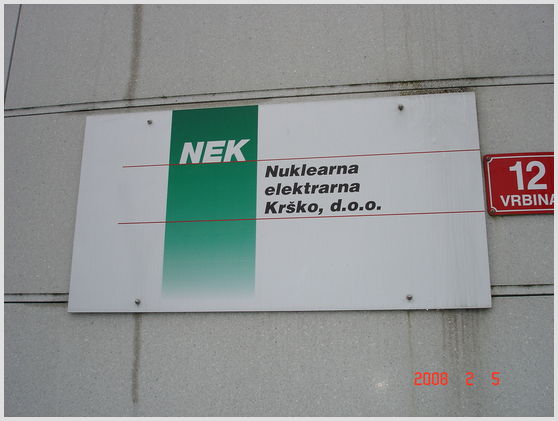 NEK
Nuklearna
elektrarna
Krško, d.o.o.
12
VRBINA
2008 2 5